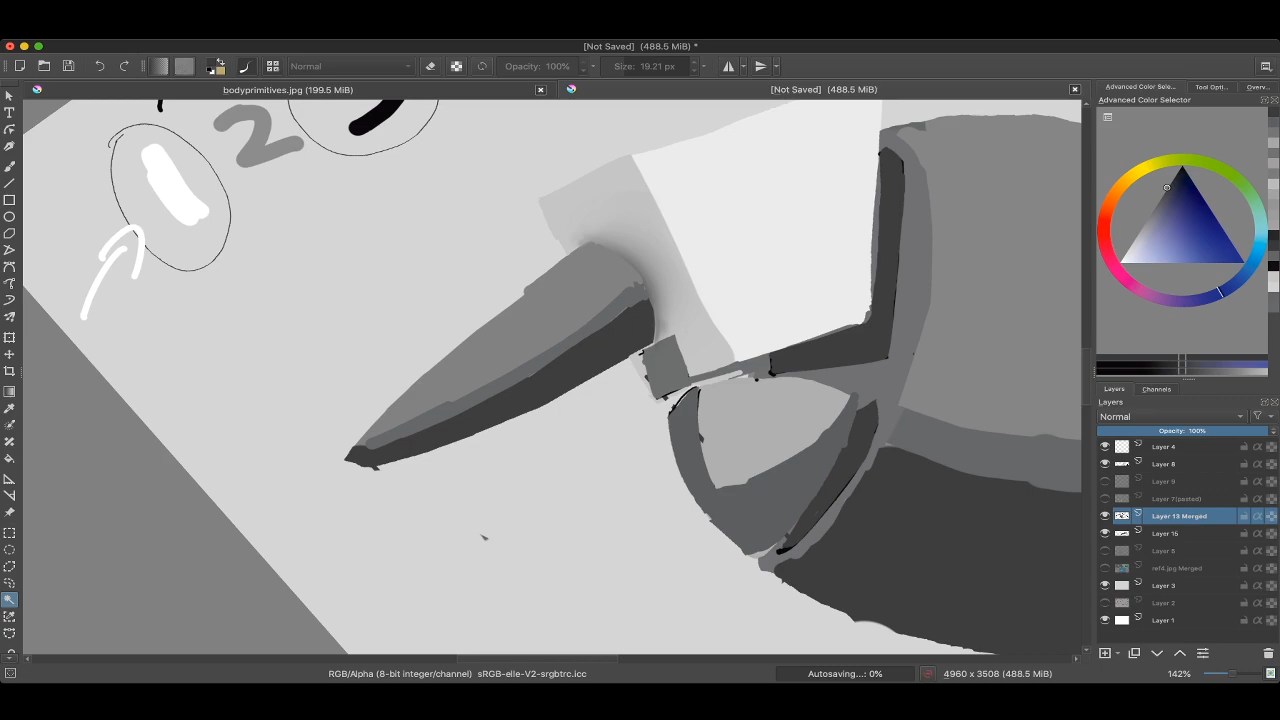 [Not Saved] (488.5 MiB) *
Normal
Opacity: 100%
Size: 19.21 px
bodyprimitives.jpg (199.5 MiB)
[Not Saved] (488.5 MiB)
Advanced Color Selec...
Tool Opti...
Overv...
Advanced Color Selector
2
Layers
Channels
Layers
Normal
Opacity: 100%
Layer 4
Layer 8
Layer 9
Layer 7(pasted)
Layer 13 Merged
Layer 15
ref4.jpg Merged
Layer 3
Layer 2
Layer 1
RGB/Alpha (8-bit integer/channel) sRGB-elle-V2-srgbtrc.icc
Autosaving...: 0%
4960 x 3508 (488.5 MiB)
142%